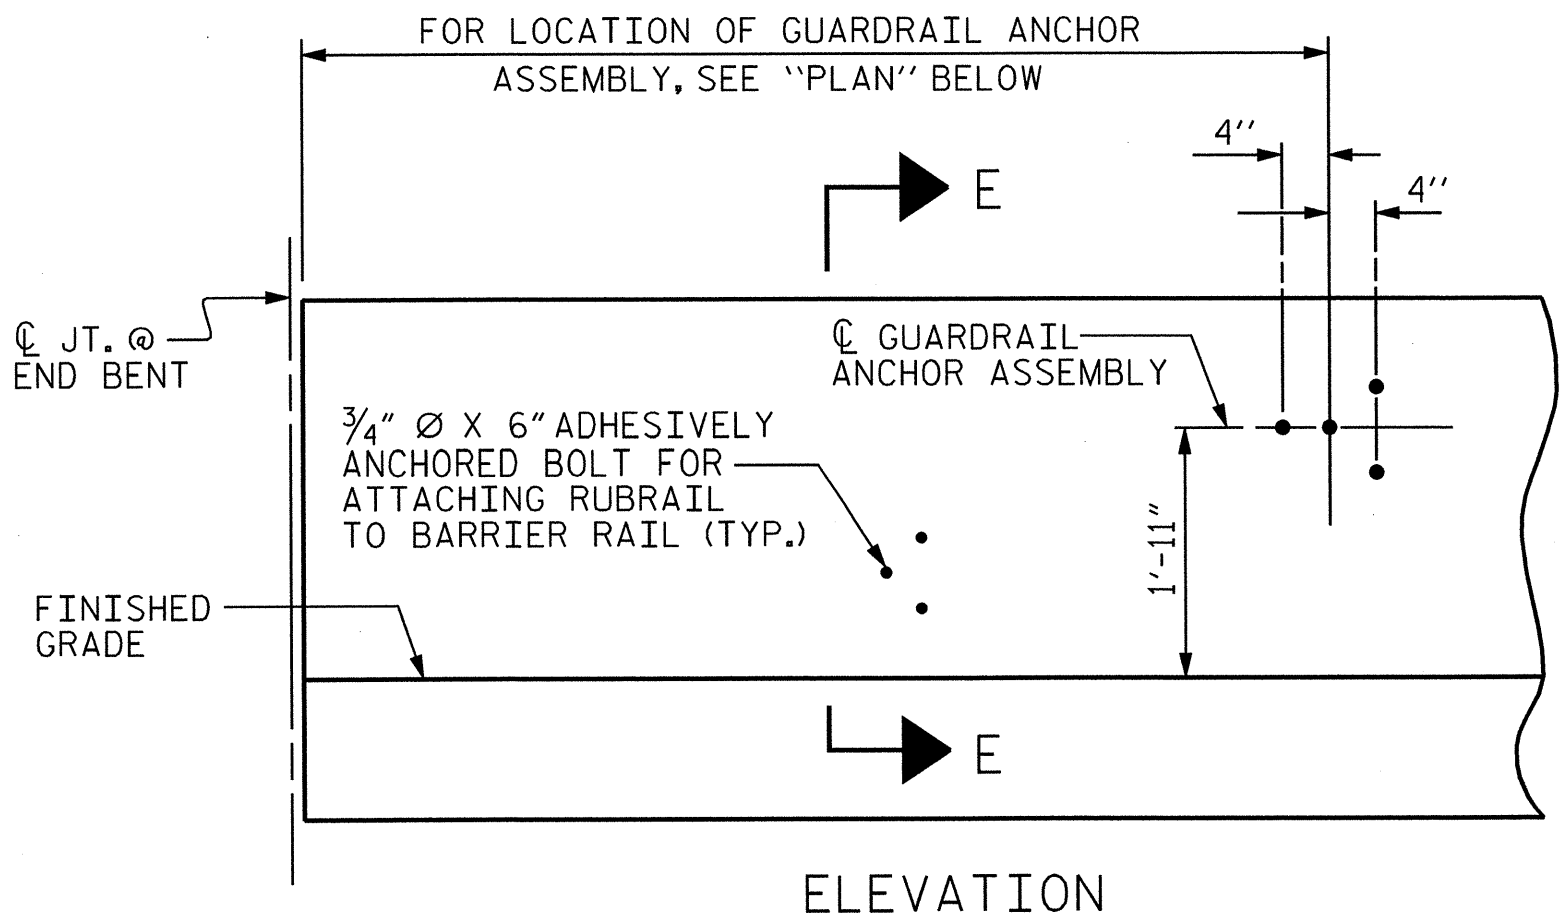 FOR LOCATION OF GUARDRAIL ANCHOR
ASSEMBLY, SEE "PLAN" BELOW
4"
4"
E
℄ JT. @
END BENT
℄ GUARDRAIL
ANCHOR ASSEMBLY
3/4" Ø X 6" ADHESIVELY
ANCHORED BOLT FOR
ATTACHING RUBRAIL
TO BARRIER RAIL (TYP.)
1'-11"
FINISHED
GRADE
E
ELEVATION